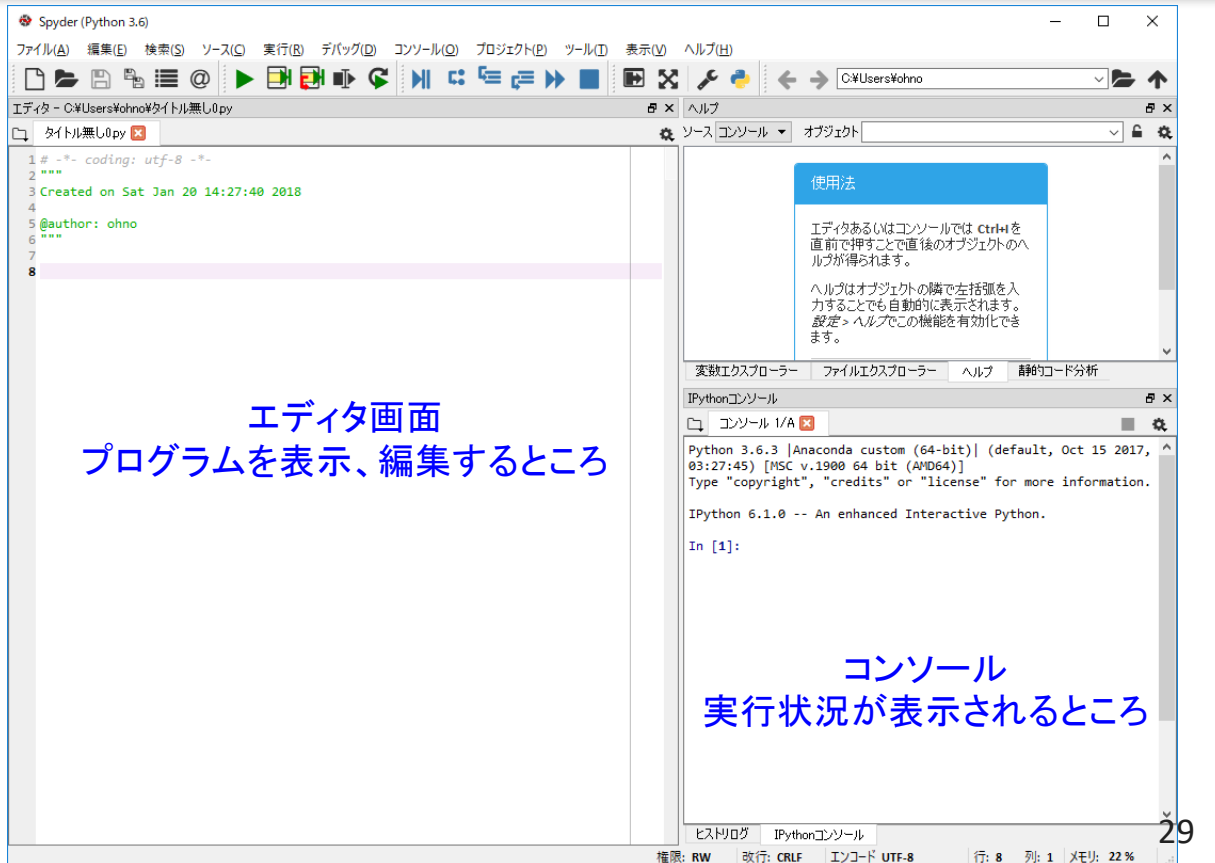 Spyder (Python 3.6)
ファイル(A) 編集(E) 検索(S) ソース(C) 実行(R) デバッグ(D) コンソール(O) プロジェクト(P) ツール(T) 表示(V) ヘルプ(H)
C:¥Users¥ohno
エディタ - C:¥Users¥ohno¥タイトル無し0.py
タイトル無し0.py
1 # -*- coding: utf-8 -*-
2 """
3 Created on Sat Jan 20 14:27:40 2018
4
5 @author: ohno
6 """
7
8
エディタ画面
プログラムを表示、編集するところ
ヘルプ
ソース コンソール オブジェクト
使用法
エディタあるいはコンソールでは Ctrl+I を
直前で押すことで直後のオブジェクトのヘ
ルプが得られます。
ヘルプはオブジェクトの隣で左括弧を入
力することでも自動的に表示されます。
設定 > ヘルプでこの機能を有効化でき
ます。
変数エクスプローラー ファイルエクスプローラー ヘルプ 静的コード分析
IPythonコンソール
コンソール 1/A
Python 3.6.3 |Anaconda custom (64-bit)| (default, Oct 15 2017,
03:27:45) [MSC v.1900 64 bit (AMD64)]
Type "copyright", "credits" or "license" for more information.
IPython 6.1.0 -- An enhanced Interactive Python.
In [1]:
コンソール
実行状況が表示されるところ
ヒストリログ IPythonコンソール
29
権限: RW 改行: CRLF エンコード UTF-8 行: 8 列: 1 メモリ: 22 %